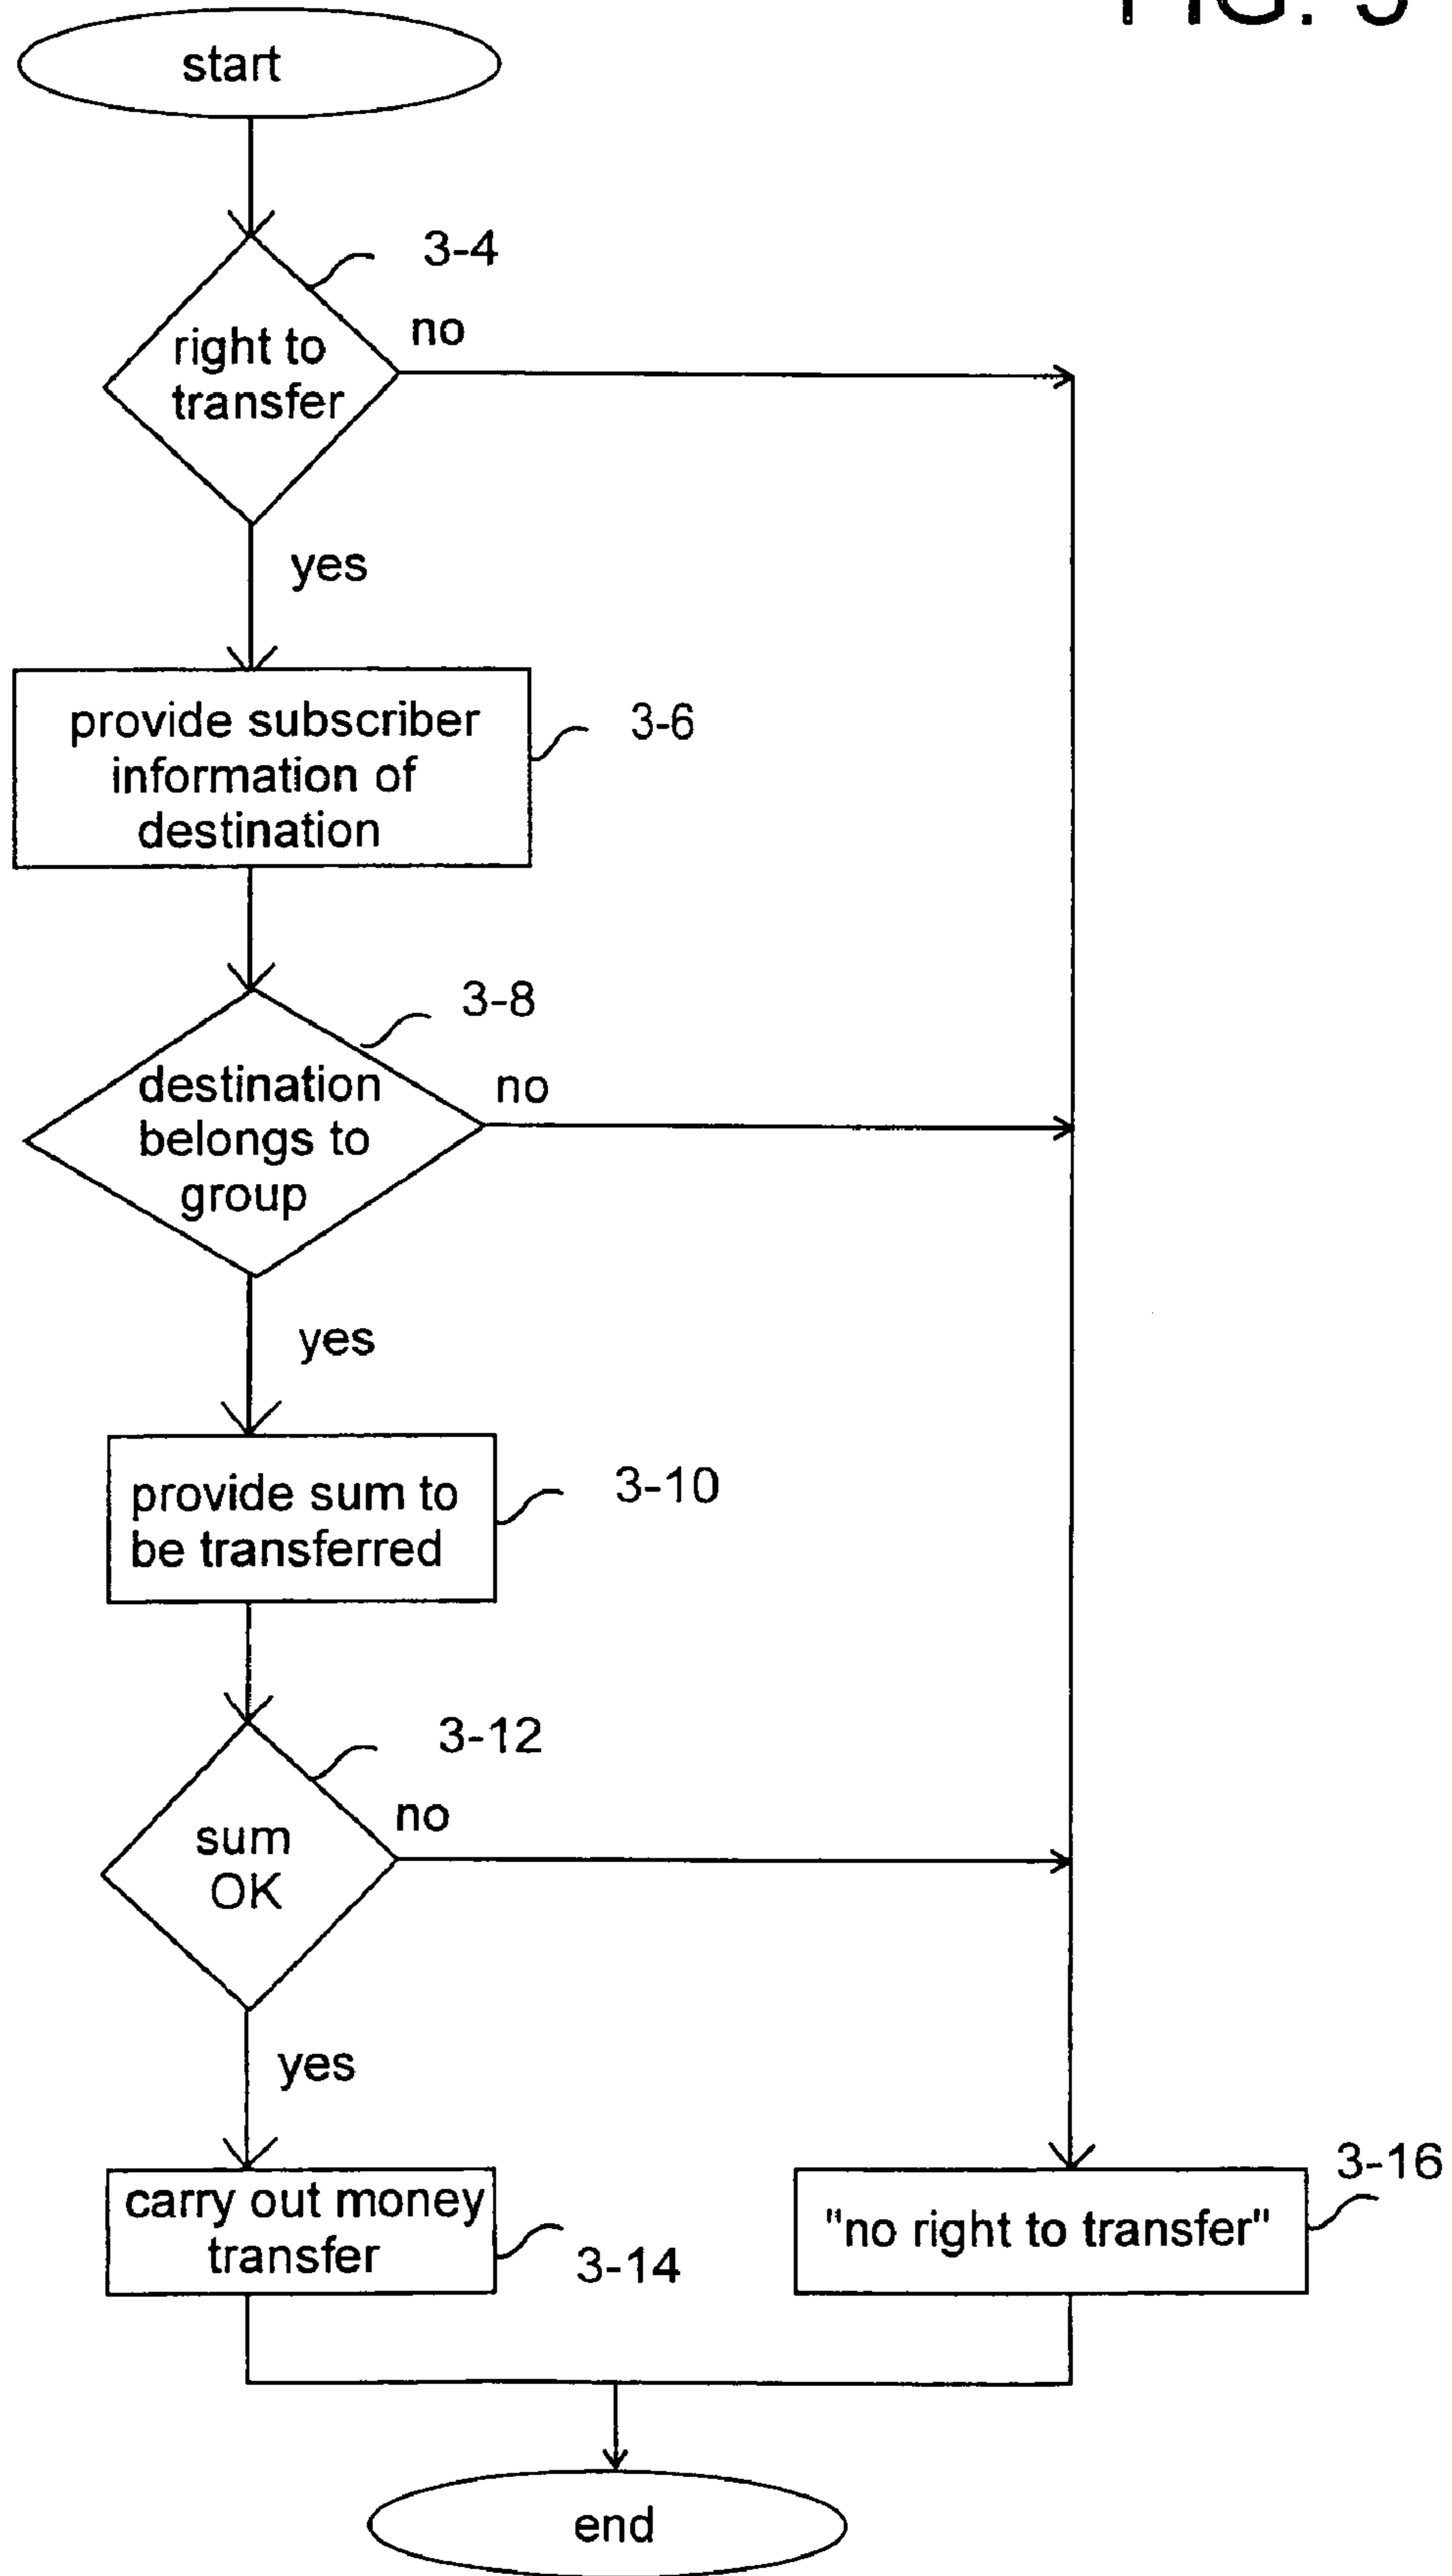 FIG. 3
start
3-4
no
right to
transfer
yes
provide subscriber
information of
destination
3-6
3-8
no
destination
belongs to
group
yes
provide sum to
be transferred
3-10
3-12
no
sum
OK
yes
carry out money
transfer
3-14
3-16
"no right to transfer"
end